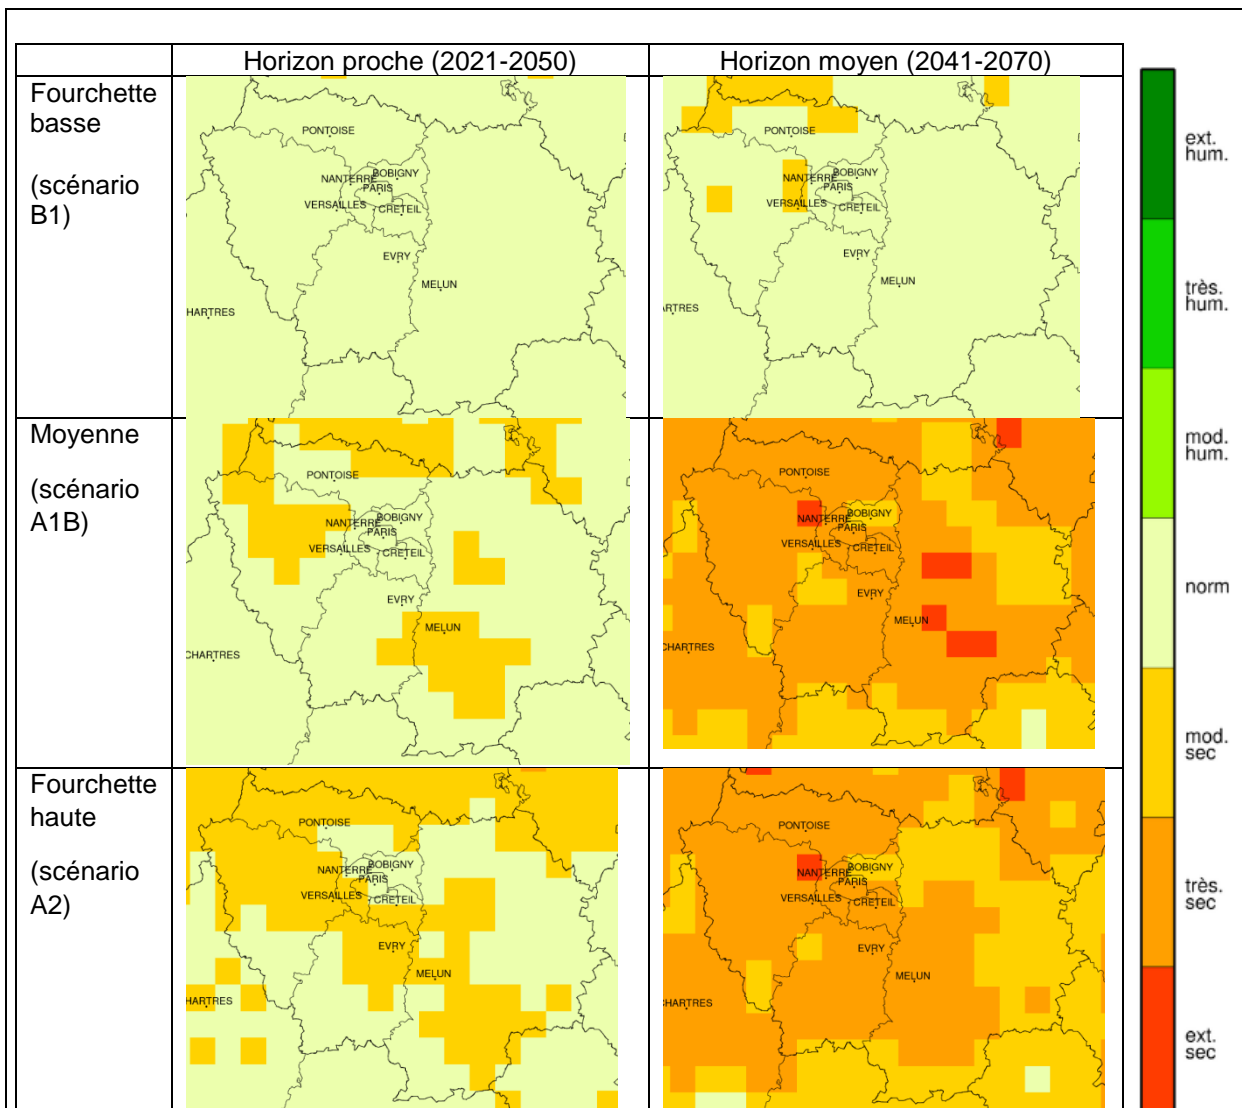 Horizon proche (2021-2050)
Horizon moyen (2041-2070)
Fourchette
basse
(scénario
B1)
PONTOISE
NANTERRE
BOBIGNY
PARIS
VERSAILLES
CRETEIL
EVRY
MELUN
HARTRES
PONTOISE
NANTERRE
BOBIGNY
PARIS
VERSAILLES
CRETEIL
EVRY
MELUN
ARTRES
Moyenne
(scénario
A1B)
PONTOISE
NANTERRE
BOBIGNY
PARIS
VERSAILLES
CRETEIL
EVRY
MELUN
CHARTRES
PONTOISE
NANTERRE
BOBIGNY
PARIS
VERSAILLES
CRETEIL
EVRY
MELUN
CHARTRES
Fourchette
haute
(scénario
A2)
PONTOISE
NANTERRE
BOBIGNY
PARIS
VERSAILLES
CRETEIL
EVRY
MELUN
HARTRES
PONTOISE
NANTERRE
BOBIGNY
PARIS
VERSAILLES
CRETEIL
EVRY
MELUN
CHARTRES
ext.
hum.
très.
hum.
mod.
hum.
norm
mod.
sec
très.
sec
ext.
sec